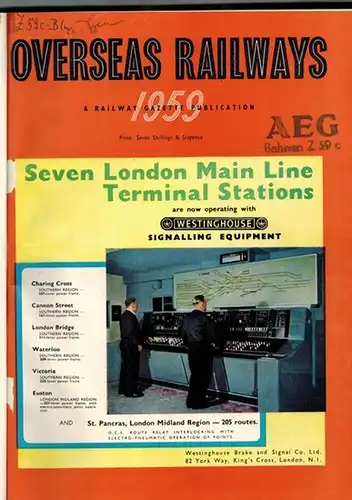 Z 59c-
OVERSEAS RAILWAYS
1959
A RAILWAY GAZETTE PUBLICATION
Price Seven Shillings & Sixpence
AEG
Bahnen Z 59 c
Seven London Main Line
Terminal Stations
are now operating with
WESTINGHOUSE
SIGNALLING EQUIPMENT
Charing Cross
SOUTHERN REGION —
Cannon Street
SOUTHERN REGION —
London Bridge
SOUTHERN REGION —
Waterloo
SOUTHERN REGION —
Victoria
SOUTHERN REGION —
Euston
LONDON MIDLAND REGION
AND St. Pancras, London Midland Region — 205 routes.
O.C.S. ROUTE RELAY INTERLOCKING WITH
ELECTRO-PNEUMATIC OPERATION OF POINTS
Westinghouse Brake and Signal Co. Ltd.
82 York Way, King's Cross, London, N.1.